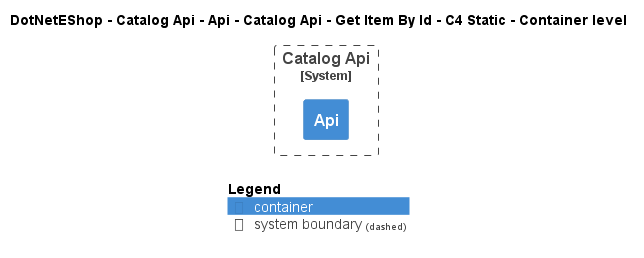 DotNetEShop - Catalog Api - Api - Catalog Api - Get Item By Id - C4 Static - Container level
Catalog Api
[System]
Api
Legend
container
system boundary (dashed)